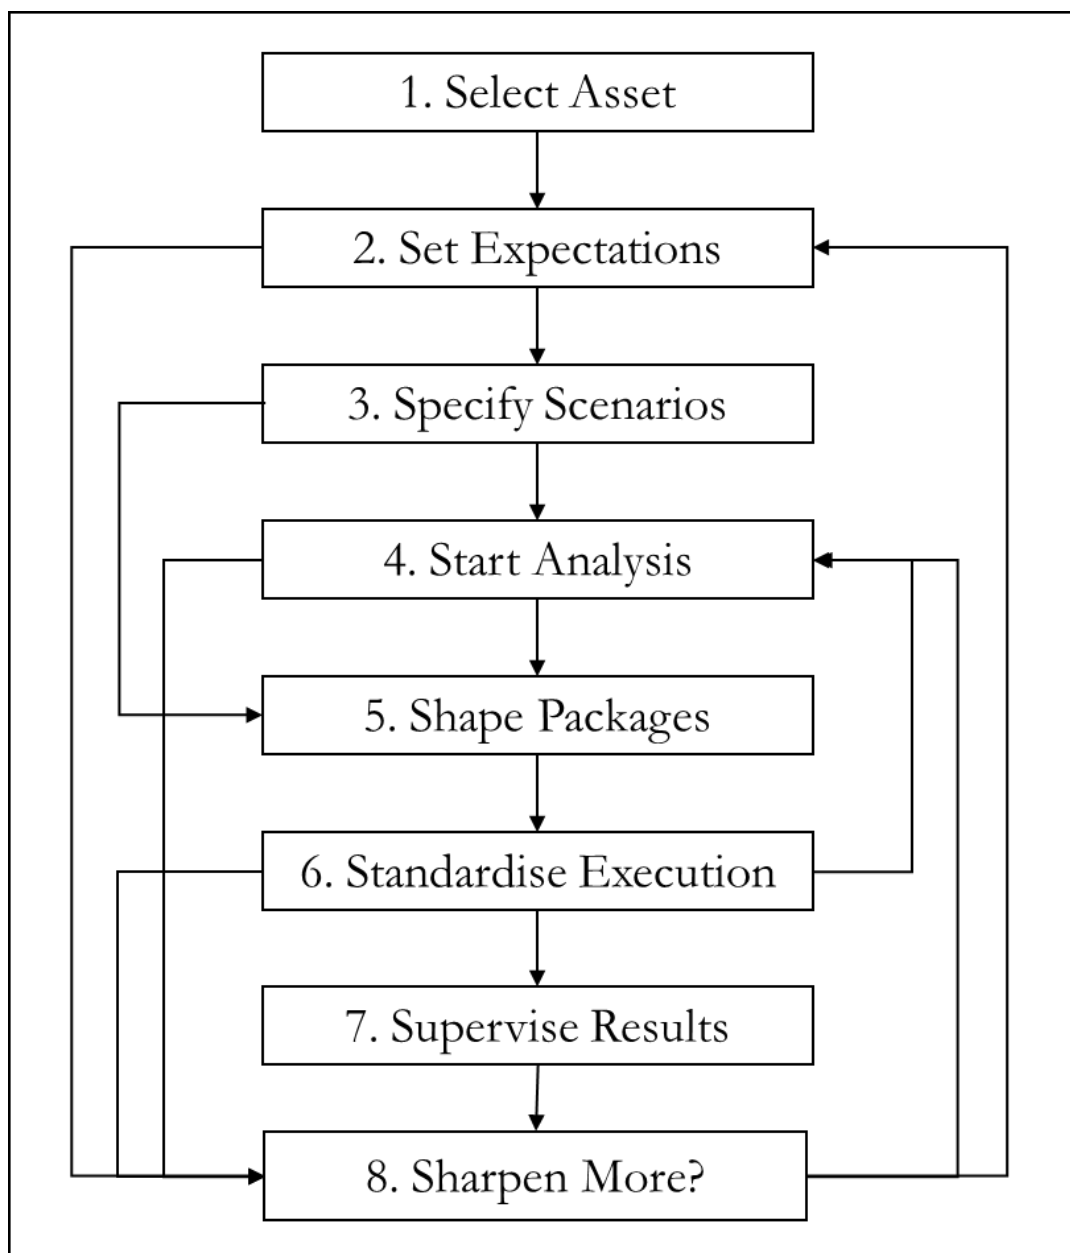 1. Select Asset
2. Set Expectations
3. Specify Scenarios
4. Start Analysis
5. Shape Packages
6. Standardise Execution
7. Supervise Results
8. Sharpen More?